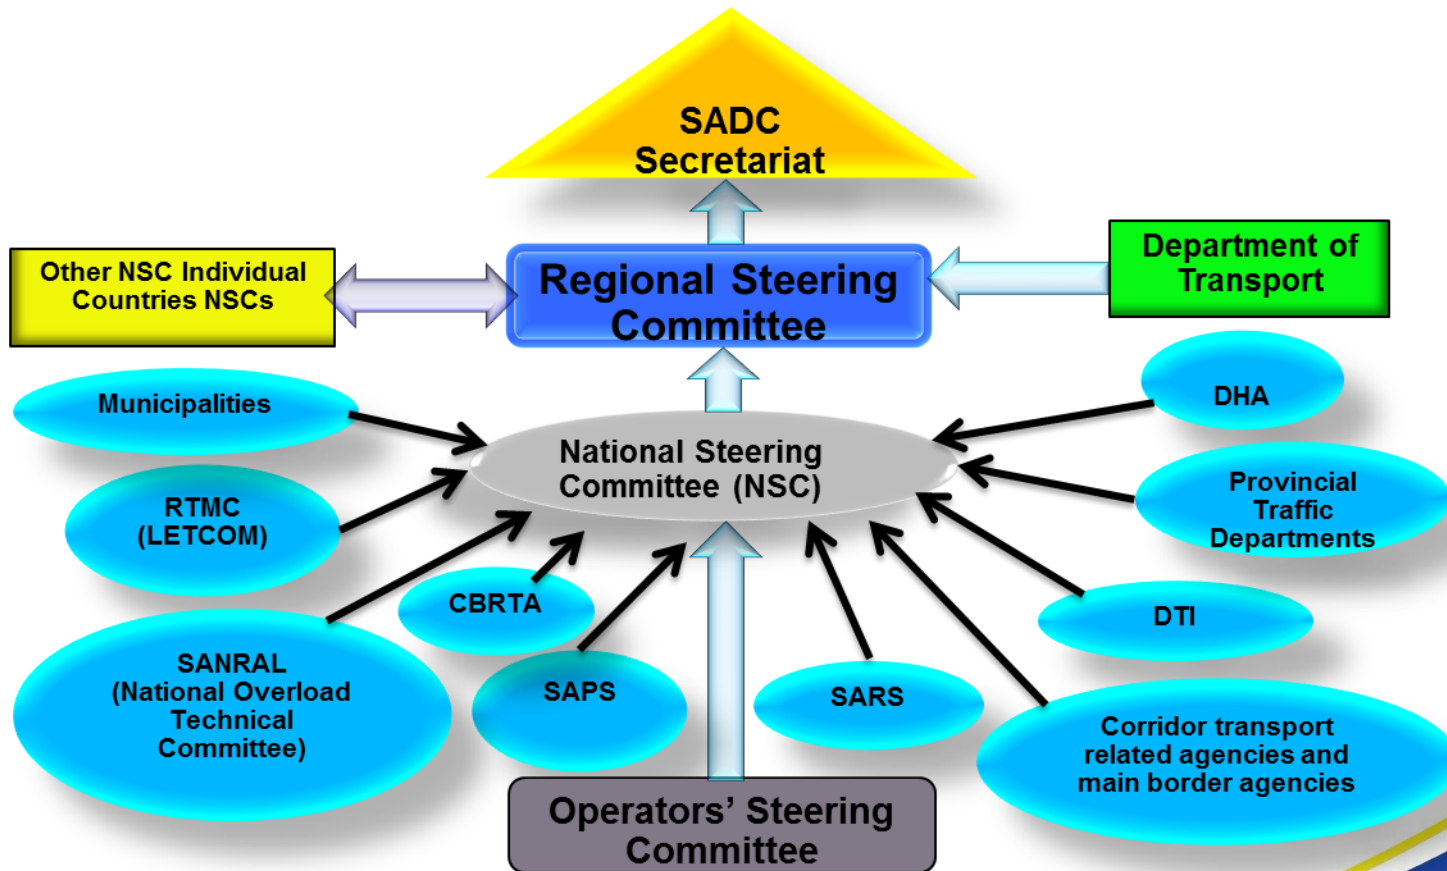 SADC
Secretariat
Other NSC Individual
Countries NSCs
Regional Steering
Committee
Department of
Transport
Municipalities
DHA
National Steering
Committee (NSC)
RTMC
(LETCOM)
Provincial
Traffic
Departments
CBRTA
DTI
SANRAL
(National Overload
Technical
Committee)
SAPS
SARS
Corridor transport
related agencies and
main border agencies
Operators’ Steering
Committee